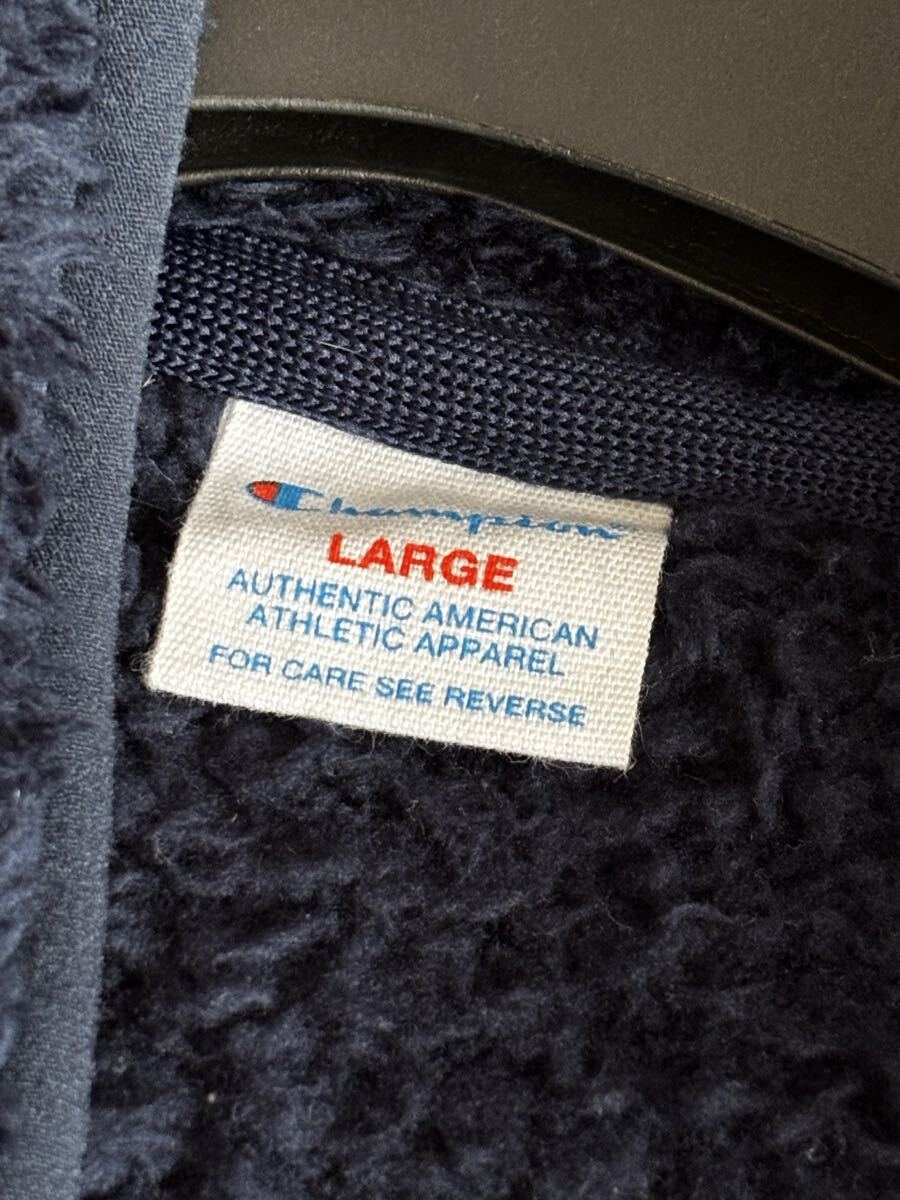 Champion
LARGE
AUTHENTIC AMERICAN
ATHLETIC APPAREL
FOR CARE SEE REVERSE